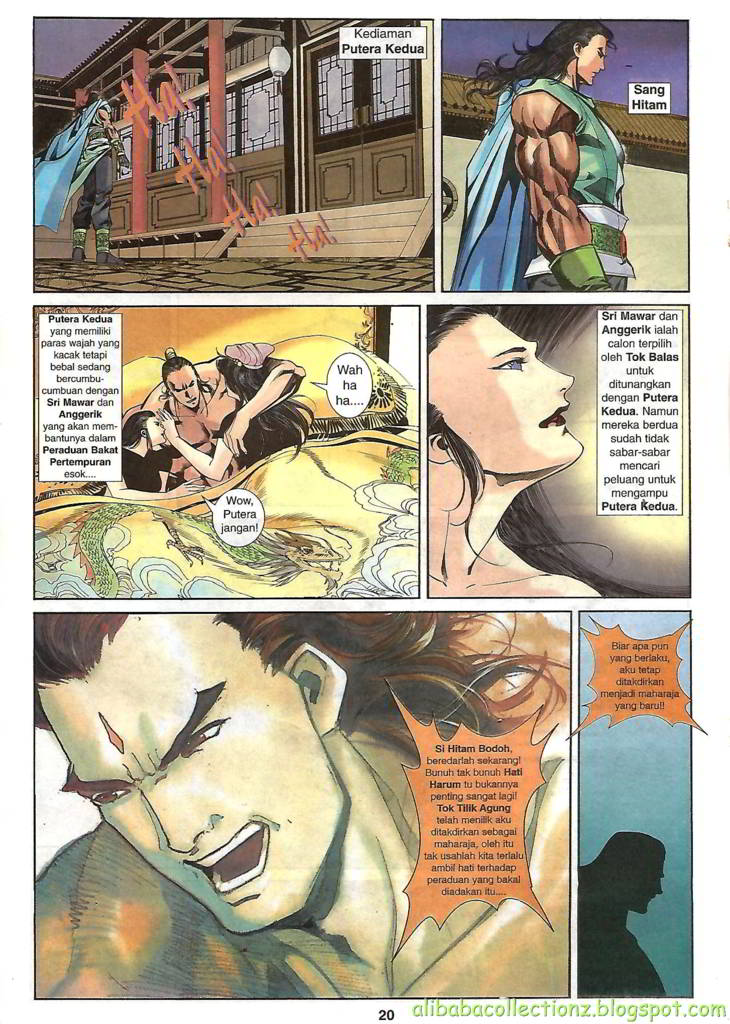 Kediaman
Putera Kedua
Ha!
Ha!
Ha!
Ha!
Sang
Hitam
Putera Kedua
yang memiliki
paras wajah yang
kacak tetapi
bebal sedang
bercumbu-
cumbuan dengan
Sri Mawar dan
Anggerik
yang akan mem-
bantunya dalam
Peraduan Bakat
Pertempuran
esok....
Wah
ha
ha....
Wow,
Putera
jangan!
Sri Mawar dan
Anggerik ialah
calon terpilih
oleh Tok Balas
untuk
ditunangkan
dengan Putera
Kedua. Namun
mereka berdua
sudah tidak
sabar-sabar
mencari
peluang untuk
mengampu
Putera Kedua.
Si Hitam Bodoh,
beredarlah sekarang!
Bunuh tak bunuh Hati
Harum tu bukannya
penting sangat lagi!
Tok Tilik Agung
telah menilik aku
ditakdirkan sebagai
maharaja, oleh itu
tak usahlah kita terlalu
ambil hati terhadap
peraduan yang bakal
diadakan itu....
Biar apa pun
yang berlaku,
aku tetap
ditakdirkan
menjadi maharaja
yang baru!!
20
alibabacollectionz.blogspot.com